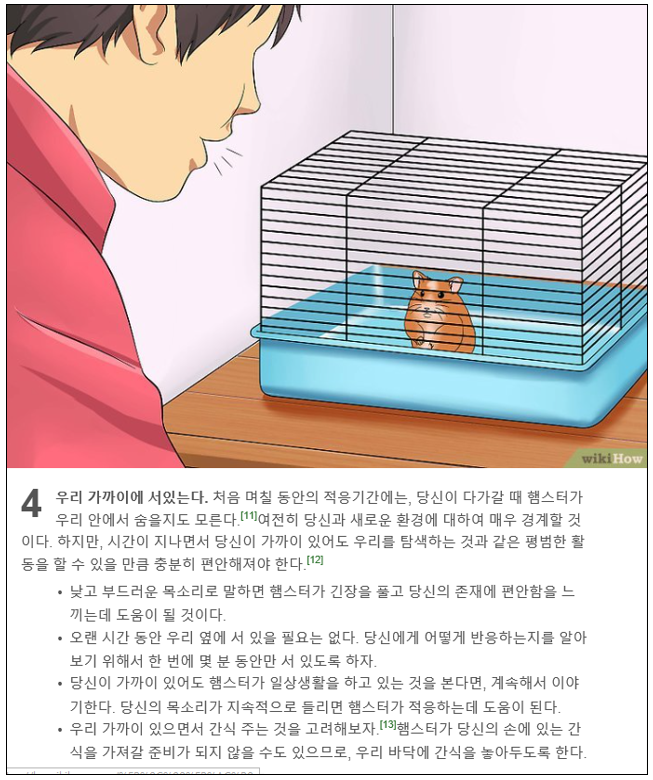 wikiHow
4 우리 가까이에 서있는다. 처음 며칠 동안의 적응기간에는, 당신이 다가갈 때 햄스터가
우리 안에서 숨을지도 모른다.[11]여전히 당신과 새로운 환경에 대하여 매우 경계할 것
이다. 하지만, 시간이 지나면서 당신이 가까이 있어도 우리를 탐색하는 것과 같은 평범한 활
동을 할 수 있을 만큼 충분히 편안해져야 한다.[12]
• 낮고 부드러운 목소리로 말하면 햄스터가 긴장을 풀고 당신의 존재에 편안함을 느
끼는데 도움이 될 것이다.
• 오랜 시간 동안 우리 옆에 서 있을 필요는 없다. 당신에게 어떻게 반응하는지를 알아
보기 위해서 한 번에 몇 분 동안만 서 있도록 하자.
• 당신이 가까이 있어도 햄스터가 일상생활을 하고 있는 것을 본다면, 계속해서 이야
기한다. 당신의 목소리가 지속적으로 들리면 햄스터가 적응하는데 도움이 된다.
• 우리 가까이 있으면서 간식 주는 것을 고려해보자.[13]햄스터가 당신의 손에 있는 간
식을 가져갈 준비가 되지 않을 수도 있으므로, 우리 바닥에 간식을 놓아두도록 한다.